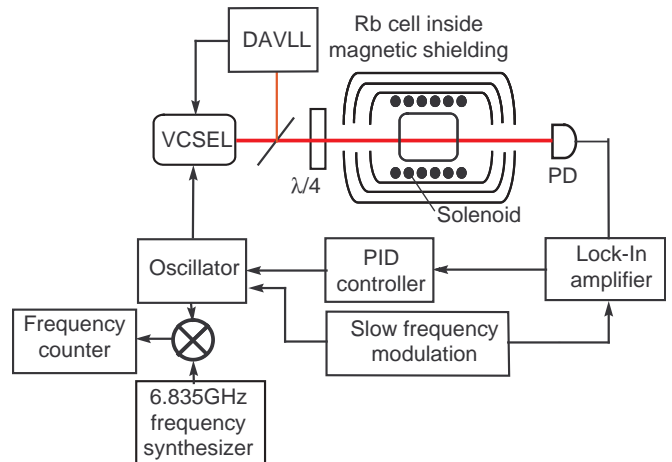 DAVLL
Rb cell inside
magnetic shielding
VCSEL
λ/4
PD
Solenoid
Oscillator
PID
controller
Lock-In
amplifier
Frequency
counter
Slow frequency
modulation
6.835GHz
frequency
synthesizer